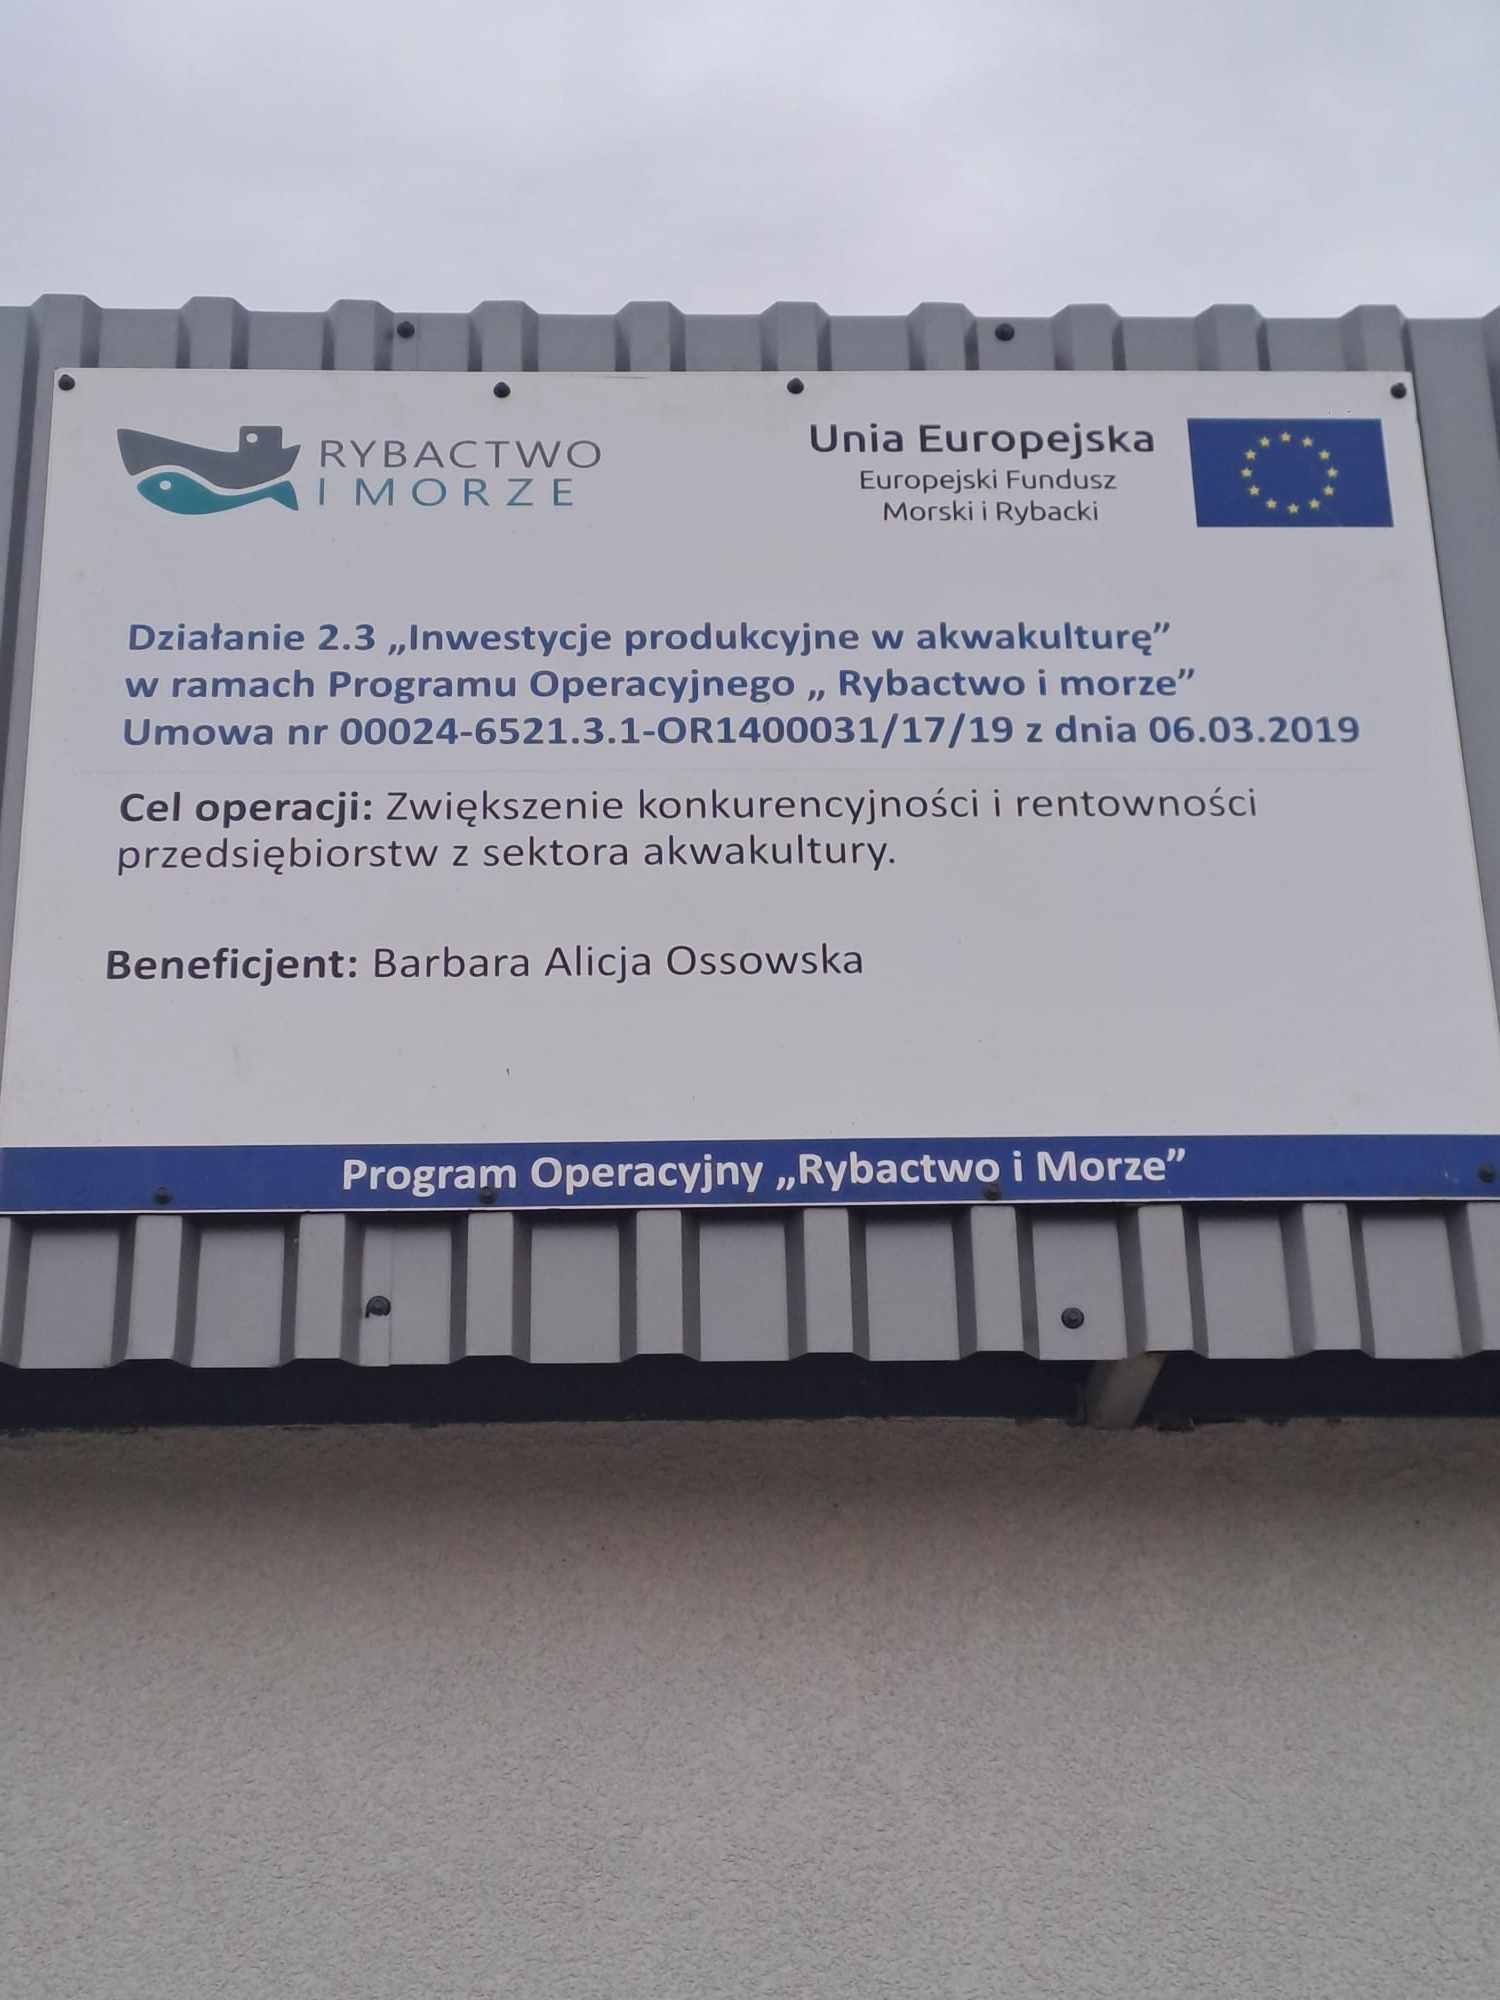 RYBACTWO
I MORZE
Unia Europejska
Europejski Fundusz
Morski i Rybacki
Działanie 2.3 „Inwestycje produkcyjne w akwakulturę”
w ramach Programu Operacyjnego „ Rybactwo i morze”
Umowa nr 00024-6521.3.1-OR1400031/17/19 z dnia 06.03.2019
Cel operacji: Zwiększenie konkurencyjności i rentowności
przedsiębiorstw z sektora akwakultury.
Beneficjent: Barbara Alicja Ossowska
Program Operacyjny „Rybactwo i Morze”